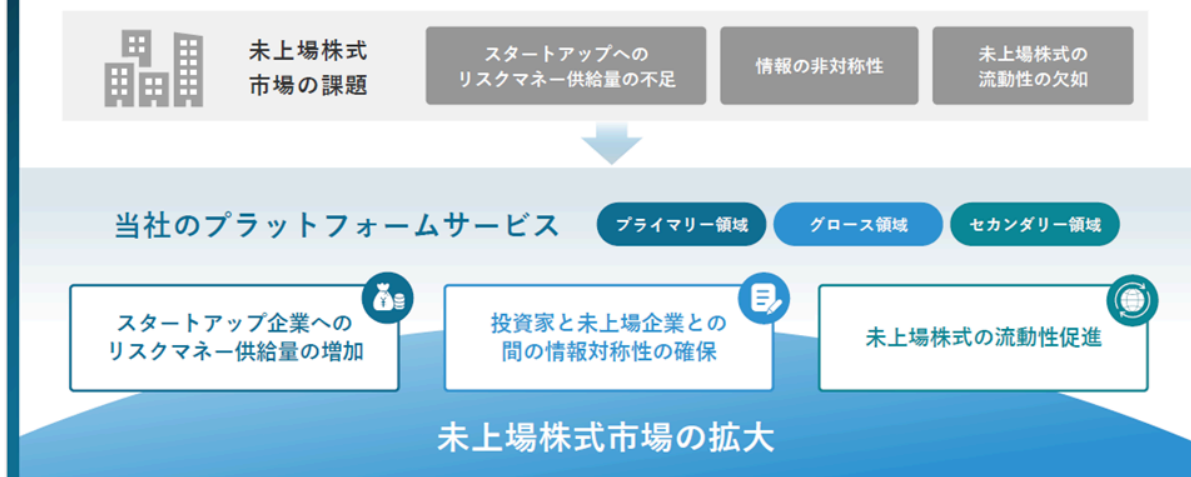 未上場株式
市場の課題
スタートアップへの
リスクマネー供給量の不足
情報の非対称性
未上場株式の
流動性の欠如
当社のプラットフォームサービス
プライマリー領域
グロース領域
セカンダリー領域
スタートアップ企業への
リスクマネー供給量の増加
投資家と未上場企業との
間の情報対称性の確保
未上場株式の流動性促進
¥
未上場株式市場の拡大